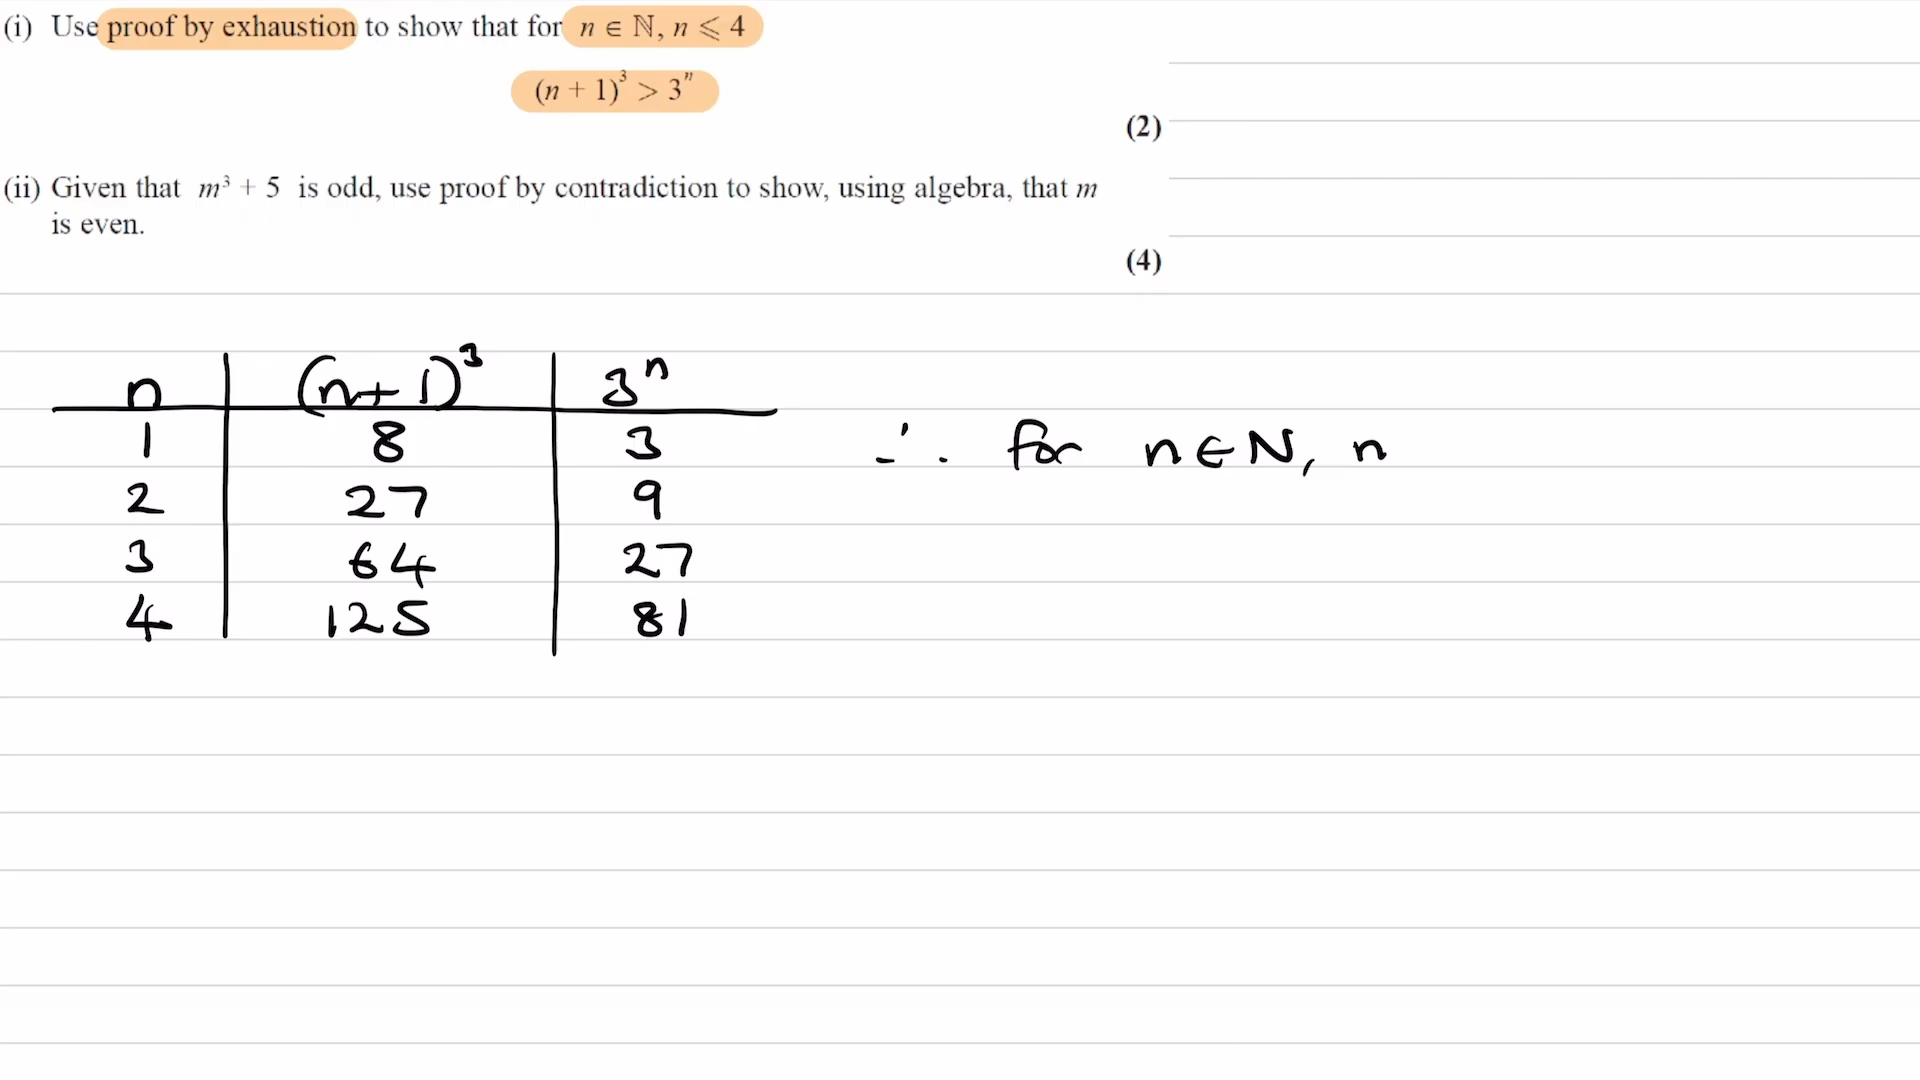 (i) Use proof by exhaustion to show that for n ∈ ℕ, n ⩽ 4
(n + 1)³ > 3ⁿ
(2)
(ii) Given that m³ + 5 is odd, use proof by contradiction to show, using algebra, that m
is even.
(4)
n (n+1)³ 3ⁿ
1 8 3
2 27 9
3 64 27
4 125 81
∴ for n∈N, n